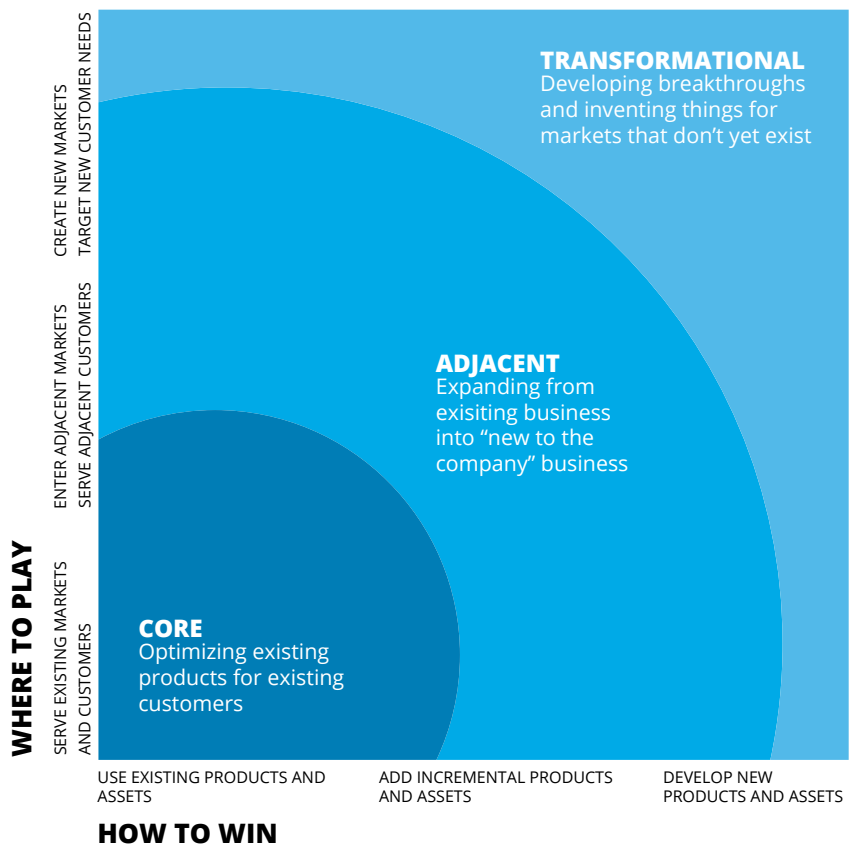 TRANSFORMATIONAL
Developing breakthroughs
and inventing things for
markets that don’t yet exist
ADJACENT
Expanding from
exisiting business
into “new to the
company” business
CORE
Optimizing existing
products for existing
customers
WHERE TO PLAY
CREATE NEW MARKETS
TARGET NEW CUSTOMER NEEDS
ENTER ADJACENT MARKETS
SERVE ADJACENT CUSTOMERS
SERVE EXISTING MARKETS
AND CUSTOMERS
USE EXISTING PRODUCTS AND
ASSETS
ADD INCREMENTAL PRODUCTS
AND ASSETS
DEVELOP NEW
PRODUCTS AND ASSETS
HOW TO WIN